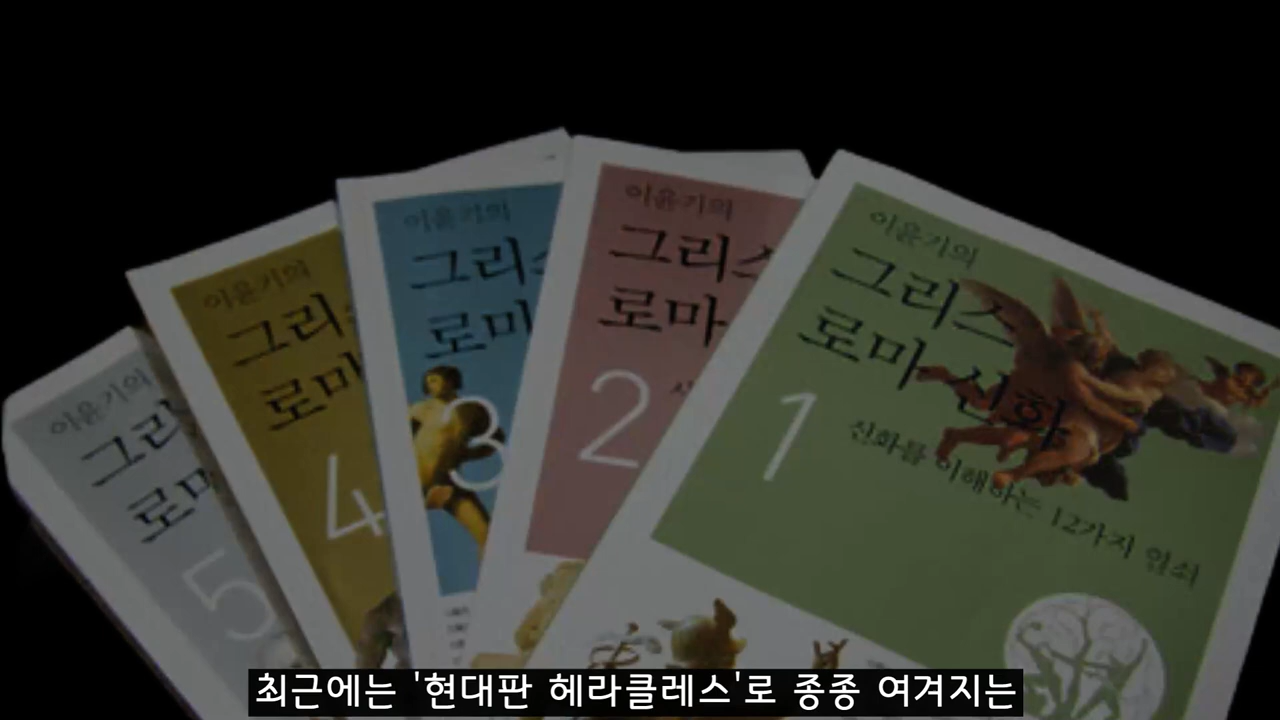 이윤기의
그리스
로마 신화
1
신화를 이해하는 12가지 열쇠
이윤기의
그리스
로마
2
이윤기의
그리
로마
3
이윤기의
그리
로마
4
이윤기의
그리
로마
5
최근에는 '현대판 헤라클레스'로 종종 여겨지는